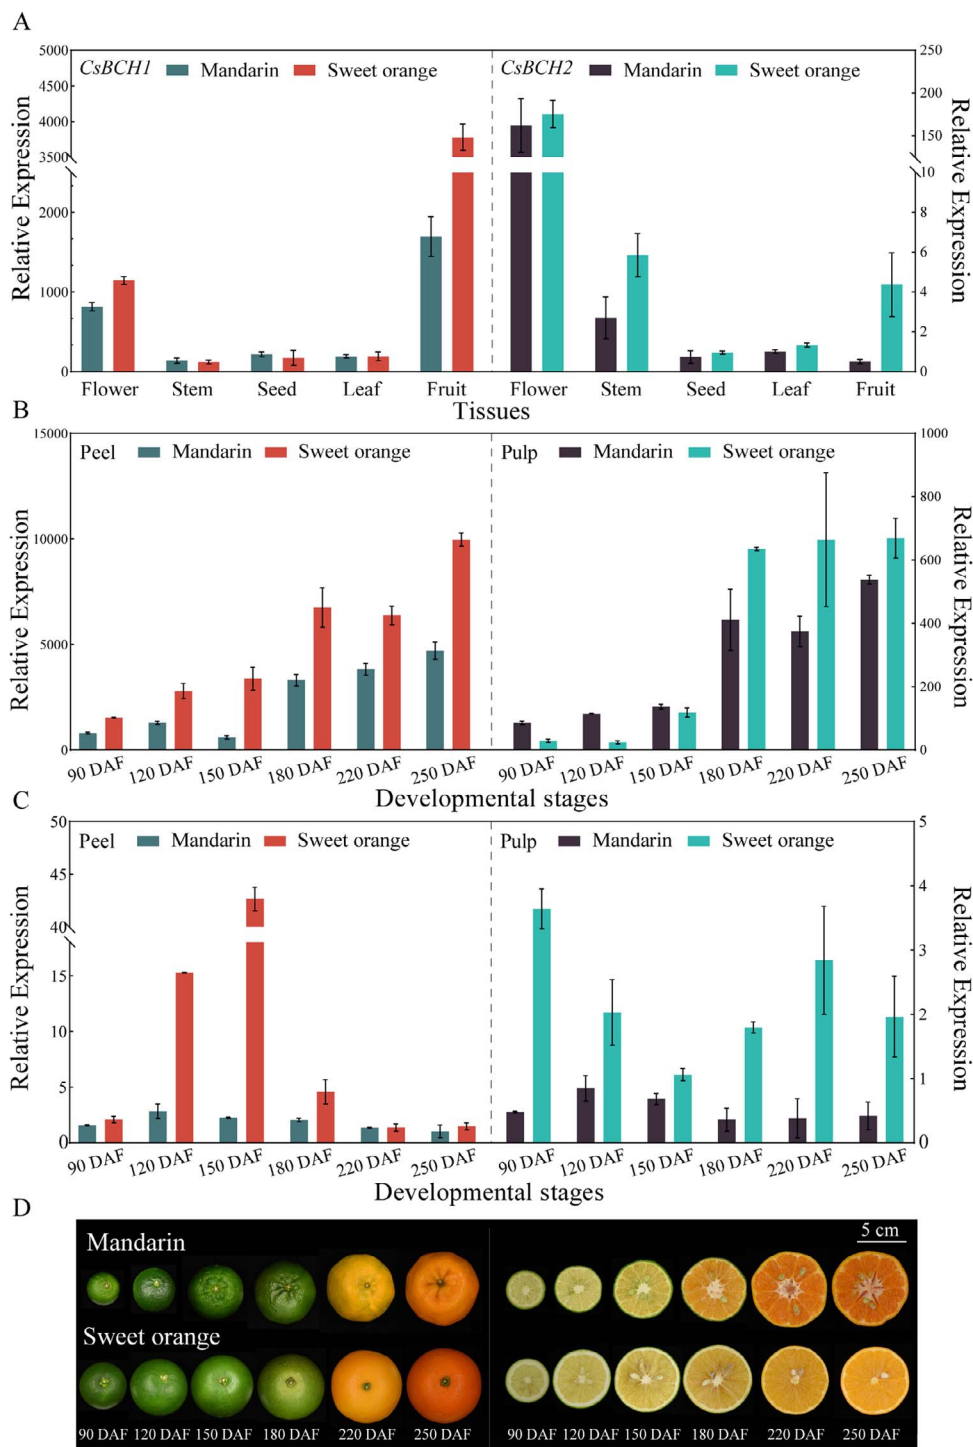 A
CsBCH1 Mandarin Sweet orange
CsBCH2 Mandarin Sweet orange
Relative Expression
5000
4000
3500
2000
1000
0
250
200
150
100
10
8
6
4
2
0
Relative Expression
Flower Stem Seed Leaf Fruit Flower Stem Seed Leaf Fruit
Tissues
B
Peel Mandarin Sweet orange
Pulp Mandarin Sweet orange
Relative Expression
15000
10000
5000
0
1000
800
600
400
200
0
Relative Expression
90 DAF 120 DAF 150 DAF 180 DAF 220 DAF 250 DAF 90 DAF 120 DAF 150 DAF 180 DAF 220 DAF 250 DAF
Developmental stages
C
Peel Mandarin Sweet orange
Pulp Mandarin Sweet orange
Relative Expression
50
45
40
15
10
5
0
5
4
3
2
1
0
Relative Expression
90 DAF 120 DAF 150 DAF 180 DAF 220 DAF 250 DAF 90 DAF 120 DAF 150 DAF 180 DAF 220 DAF 250 DAF
Developmental stages
D
Mandarin
5 cm
Sweet orange
90 DAF 120 DAF 150 DAF 180 DAF 220 DAF 250 DAF 90 DAF 120 DAF 150 DAF 180 DAF 220 DAF 250 DAF